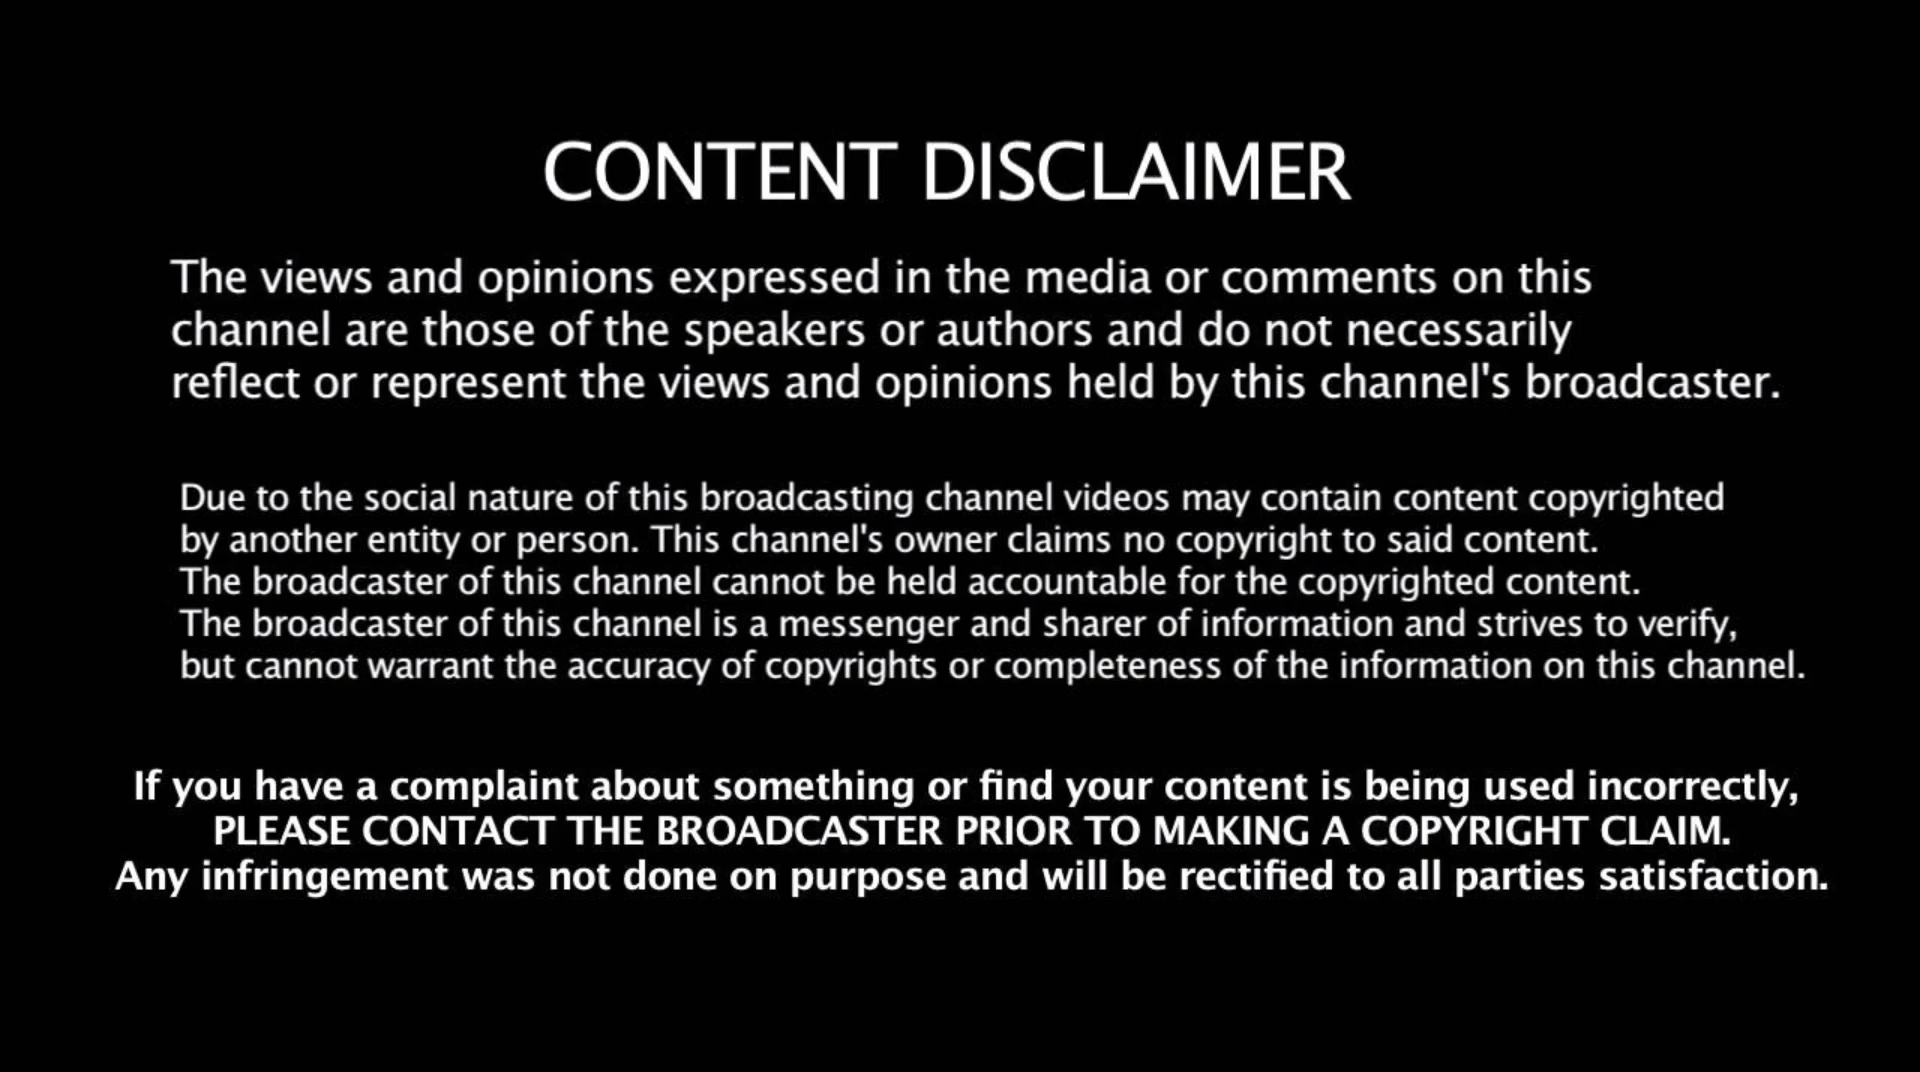 CONTENT DISCLAIMER
The views and opinions expressed in the media or comments on this
channel are those of the speakers or authors and do not necessarily
reflect or represent the views and opinions held by this channel's broadcaster.
Due to the social nature of this broadcasting channel videos may contain content copyrighted
by another entity or person. This channel's owner claims no copyright to said content.
The broadcaster of this channel cannot be held accountable for the copyrighted content.
The broadcaster of this channel is a messenger and sharer of information and strives to verify,
but cannot warrant the accuracy of copyrights or completeness of the information on this channel.
If you have a complaint about something or find your content is being used incorrectly,
PLEASE CONTACT THE BROADCASTER PRIOR TO MAKING A COPYRIGHT CLAIM.
Any infringement was not done on purpose and will be rectified to all parties satisfaction.